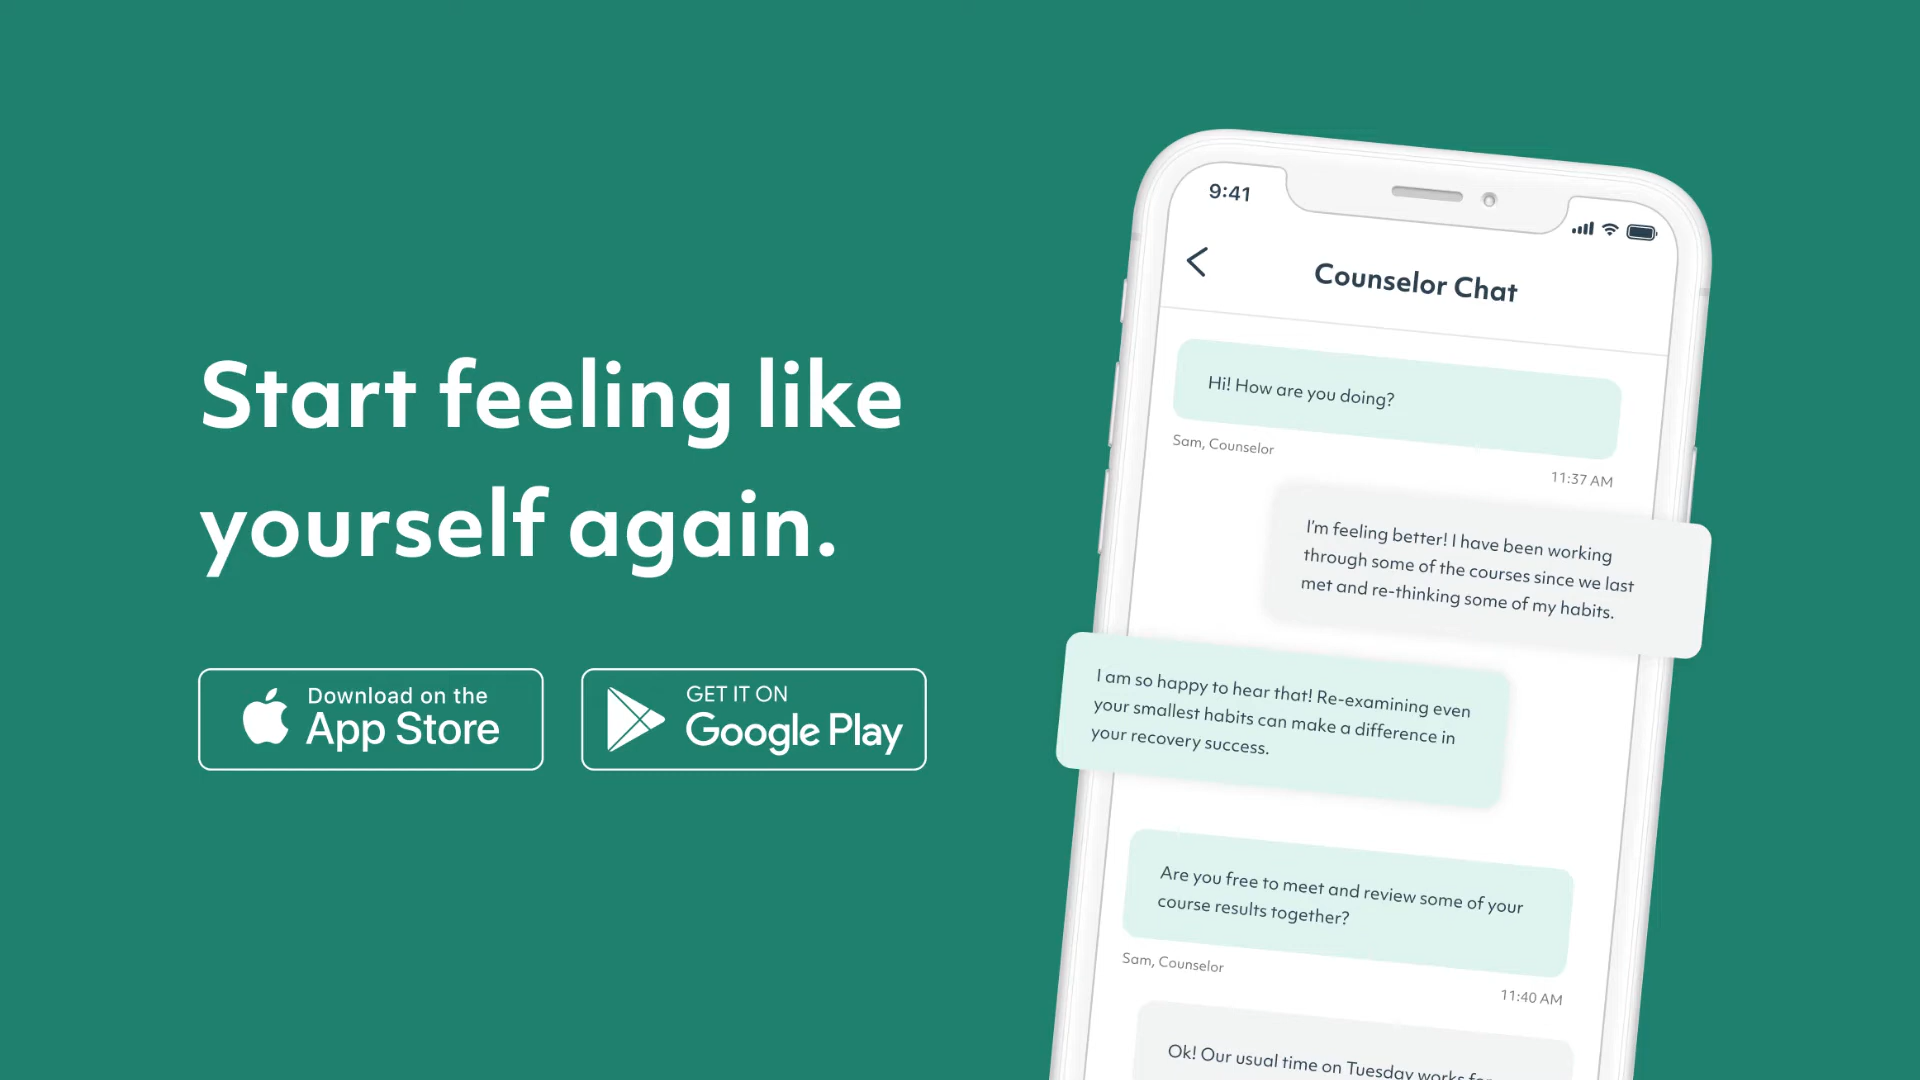 Start feeling like
yourself again.
Download on the
App Store
GET IT ON
Google Play
9:41
Counselor Chat
Hi! How are you doing?
Sam, Counselor
11:37 AM
I'm feeling better! I have been working
through some of the courses since we last
met and re-thinking some of my habits.
I am so happy to hear that! Re-examining even
your smallest habits can make a difference in
your recovery success.
Are you free to meet and review some of your
course results together?
Sam, Counselor
11:40 AM
Ok! Our usual time on Tuesday works